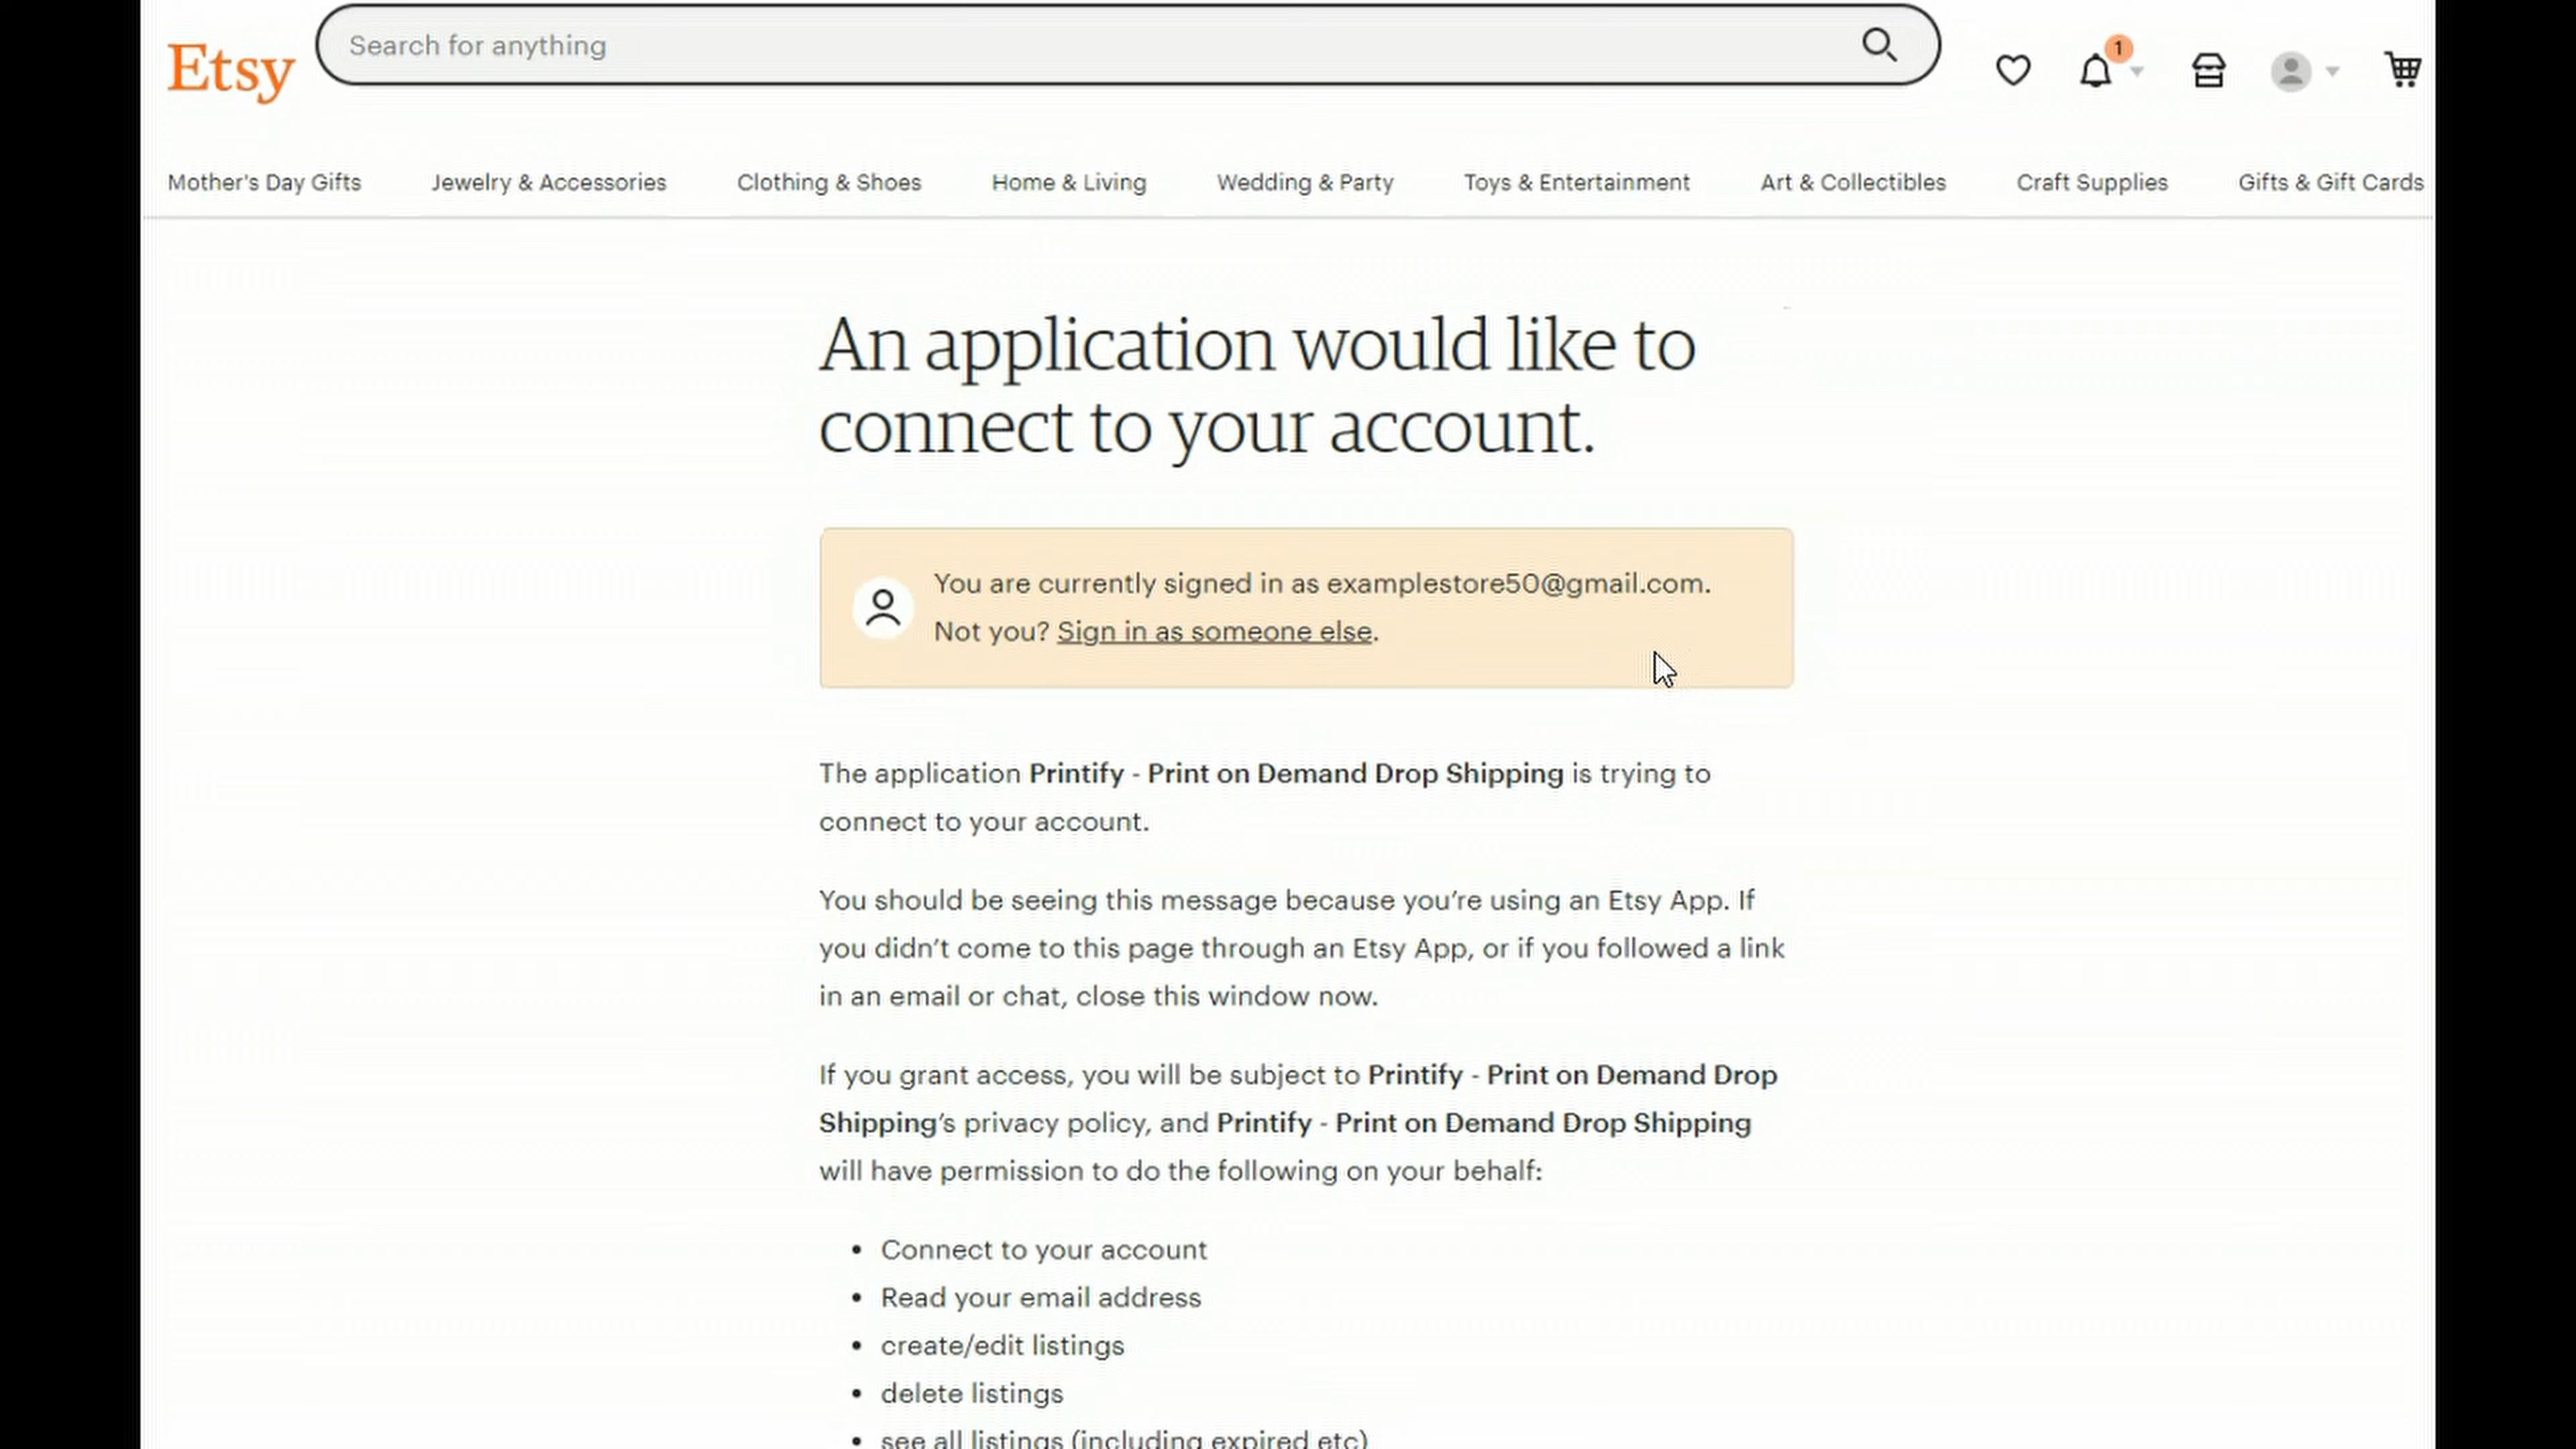 Etsy
Search for anything
1
Mother's Day Gifts
Jewelry & Accessories
Clothing & Shoes
Home & Living
Wedding & Party
Toys & Entertainment
Art & Collectibles
Craft Supplies
Gifts & Gift Cards
An application would like to
connect to your account.
You are currently signed in as examplestore50@gmail.com.
Not you? Sign in as someone else.
The application Printify - Print on Demand Drop Shipping is trying to
connect to your account.
You should be seeing this message because you’re using an Etsy App. If
you didn’t come to this page through an Etsy App, or if you followed a link
in an email or chat, close this window now.
If you grant access, you will be subject to Printify - Print on Demand Drop
Shipping’s privacy policy, and Printify - Print on Demand Drop Shipping
will have permission to do the following on your behalf:
• Connect to your account
• Read your email address
• create/edit listings
• delete listings
• see all listings (including expired etc)